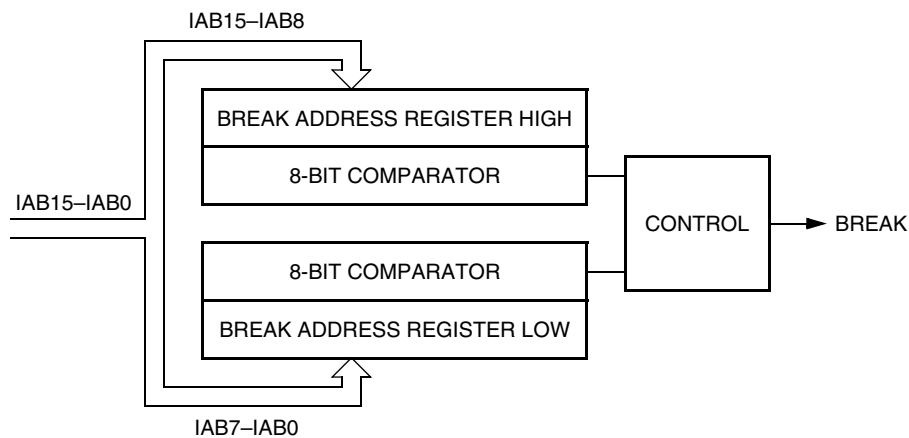 IAB15–IAB8
BREAK ADDRESS REGISTER HIGH
8-BIT COMPARATOR
IAB15–IAB0
CONTROL
BREAK
8-BIT COMPARATOR
BREAK ADDRESS REGISTER LOW
IAB7–IAB0